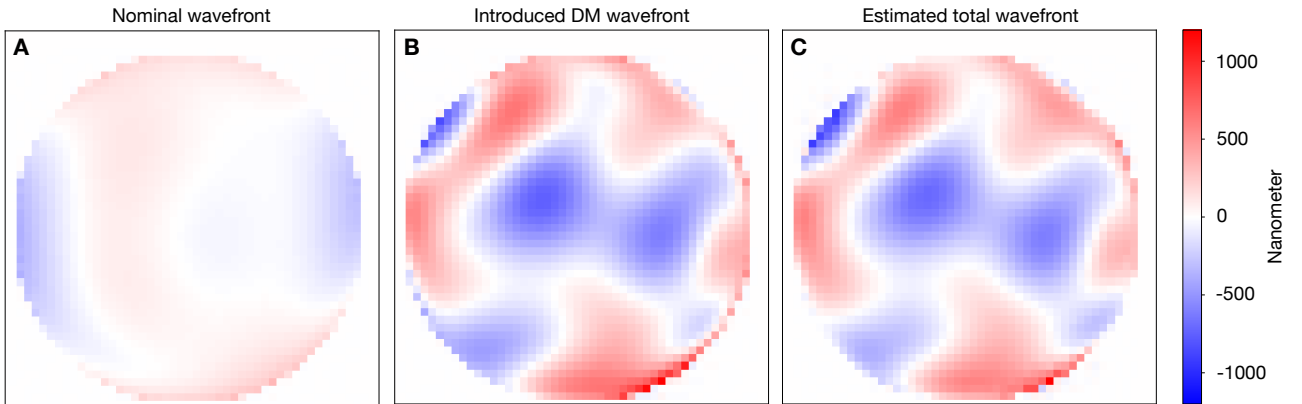 Nominal wavefront
Introduced DM wavefront
Estimated total wavefront
A
B
C
1000
500
0
-500
-1000
Nanometer